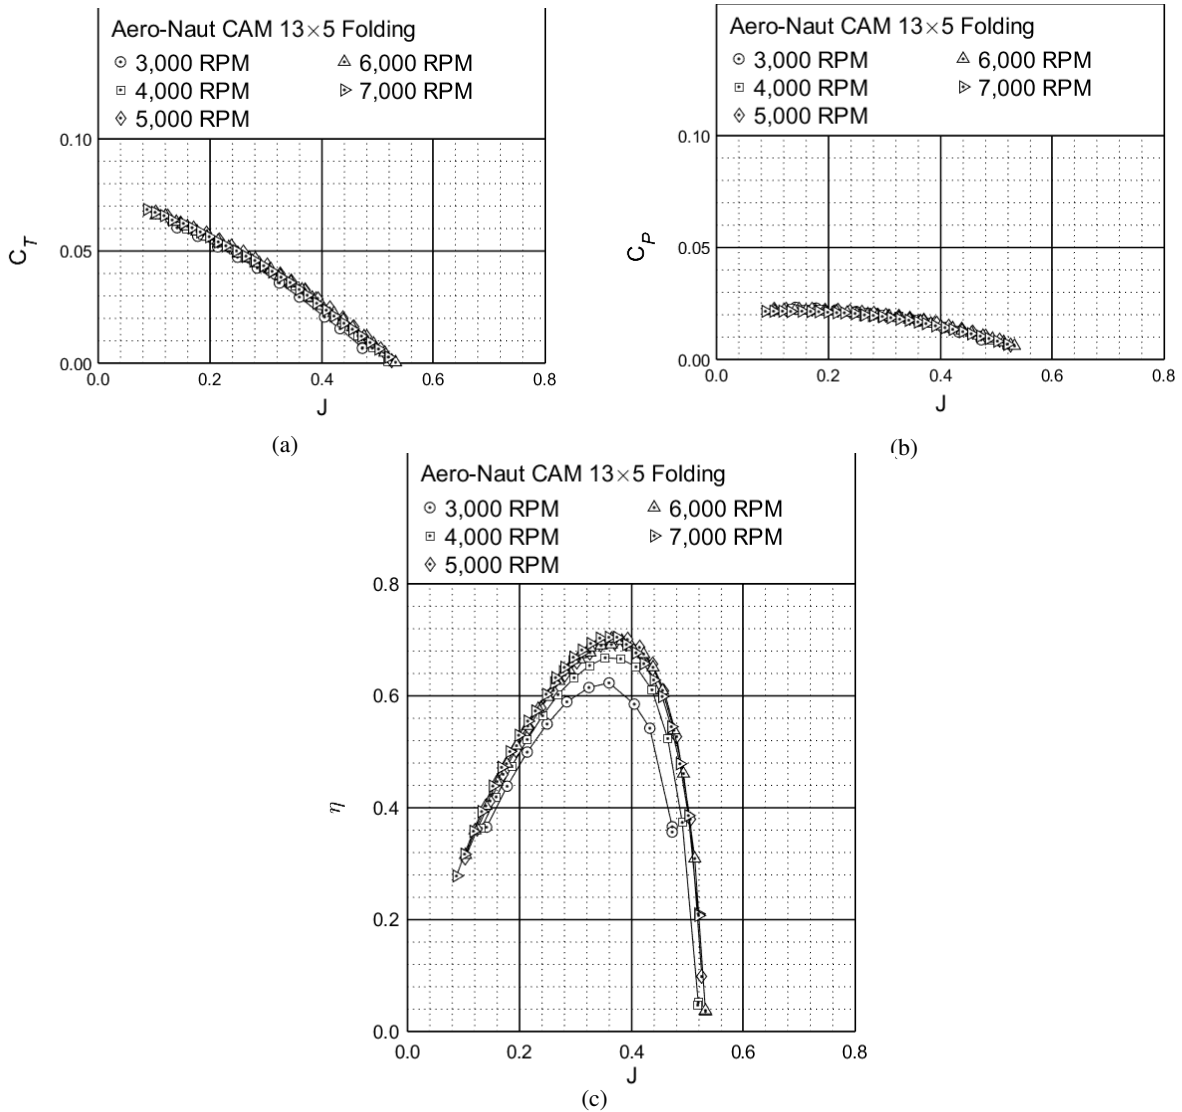 Aero-Naut CAM 13×5 Folding
3,000 RPM
6,000 RPM
4,000 RPM
7,000 RPM
5,000 RPM
0.10
0.05
0.00
C_T
0.0
0.2
0.4
0.6
0.8
J
(a)
Aero-Naut CAM 13×5 Folding
3,000 RPM
6,000 RPM
4,000 RPM
7,000 RPM
5,000 RPM
0.10
0.05
0.00
C_P
0.0
0.2
0.4
0.6
0.8
J
(b)
Aero-Naut CAM 13×5 Folding
3,000 RPM
6,000 RPM
4,000 RPM
7,000 RPM
5,000 RPM
0.8
0.6
0.4
0.2
0.0
η
0.0
0.2
0.4
0.6
0.8
J
(c)